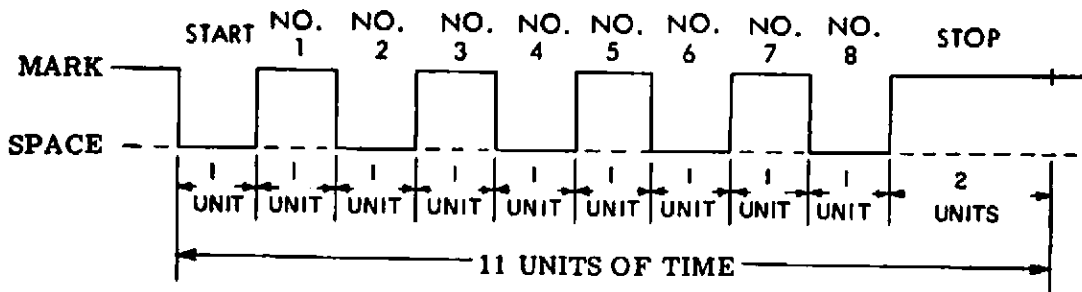 START NO. NO. NO. NO. NO. NO. NO. NO. STOP
1 2 3 4 5 6 7 8
MARK
SPACE
1 1 1 1 1 1 1 1 1 2
UNIT UNIT UNIT UNIT UNIT UNIT UNIT UNIT UNIT UNITS
11 UNITS OF TIME